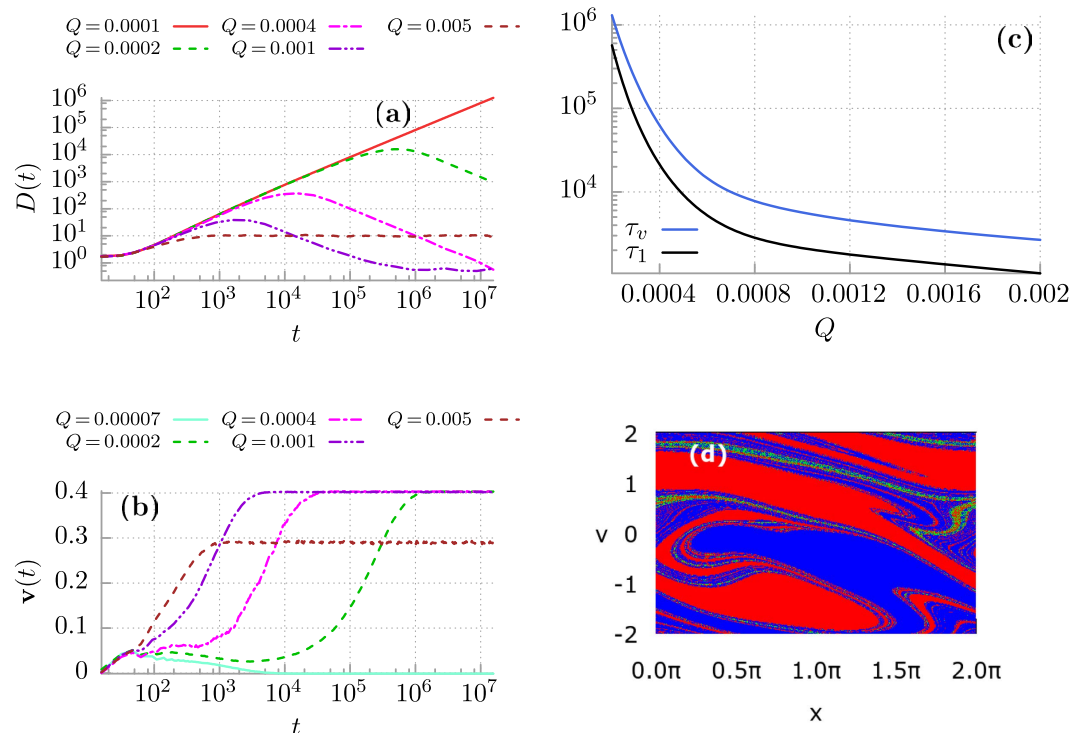 Q = 0.0001 Q = 0.0004 Q = 0.005
Q = 0.0002 Q = 0.001
(a)
D(t)
10^6
10^5
10^4
10^3
10^2
10^1
10^0
10^2 10^3 10^4 10^5 10^6 10^7
t
(c)
10^6
10^5
10^4
τ_v
τ_1
0.0004 0.0008 0.0012 0.0016 0.002
Q
Q = 0.00007 Q = 0.0004 Q = 0.005
Q = 0.0002 Q = 0.001
(b)
v(t)
0.4
0.3
0.2
0.1
0
10^2 10^3 10^4 10^5 10^6 10^7
t
(d)
v
2
1
0
-1
-2
0.0π 0.5π 1.0π 1.5π 2.0π
x